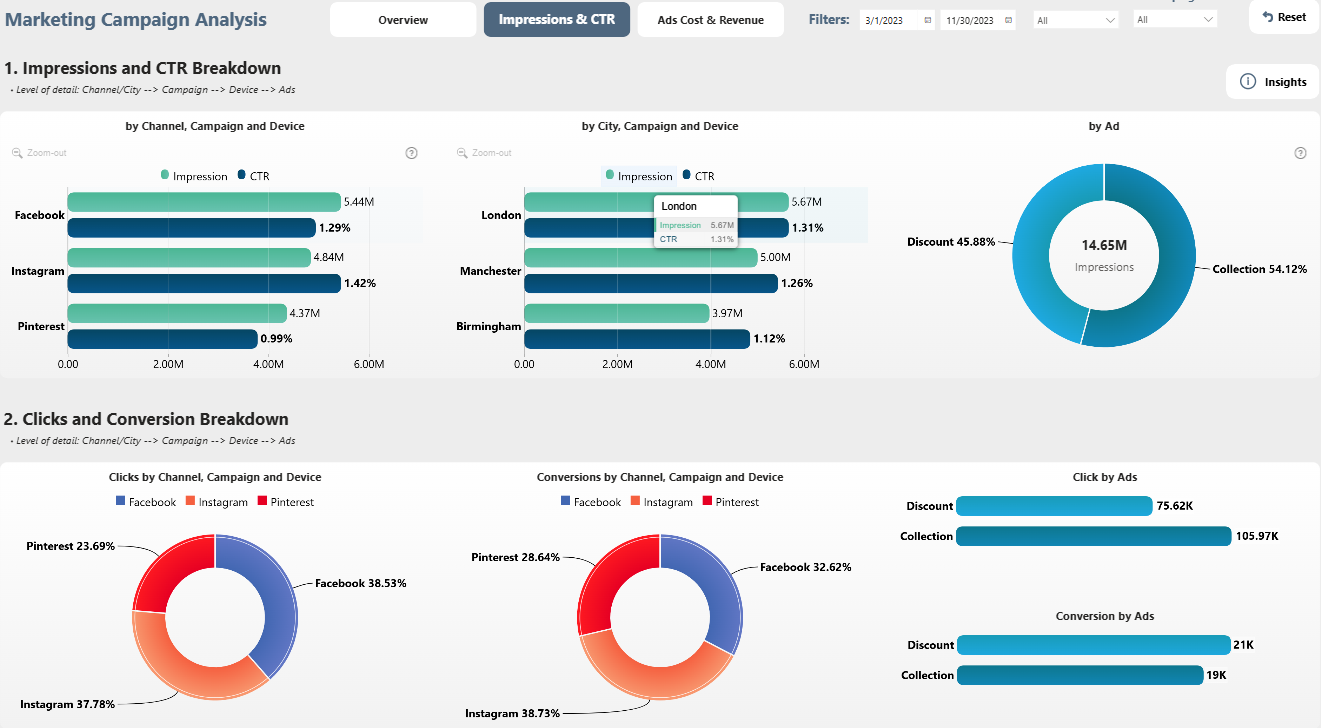 Marketing Campaign Analysis
Overview
Impressions & CTR
Ads Cost & Revenue
Filters:
3/1/2023
11/30/2023
All
All
Reset
1. Impressions and CTR Breakdown
• Level of detail: Channel/City --> Campaign --> Device --> Ads
Insights
by Channel, Campaign and Device
Zoom-out
?
Impression CTR
Facebook
5.44M
1.29%
Instagram
4.84M
1.42%
Pinterest
4.37M
0.99%
0.00 2.00M 4.00M 6.00M
by City, Campaign and Device
Zoom-out
Impression CTR
London
5.67M
1.31%
London
Impression 5.67M
CTR 1.31%
Manchester
5.00M
1.26%
Birmingham
3.97M
1.12%
0.00 2.00M 4.00M 6.00M
by Ad
?
Discount 45.88%
14.65M
Impressions
Collection 54.12%
2. Clicks and Conversion Breakdown
• Level of detail: Channel/City --> Campaign --> Device --> Ads
Clicks by Channel, Campaign and Device
Facebook Instagram Pinterest
Pinterest 23.69%
Facebook 38.53%
Instagram 37.78%
Conversions by Channel, Campaign and Device
Facebook Instagram Pinterest
Pinterest 28.64%
Facebook 32.62%
Instagram 38.73%
Click by Ads
Discount 75.62K
Collection 105.97K
Conversion by Ads
Discount 21K
Collection 19K